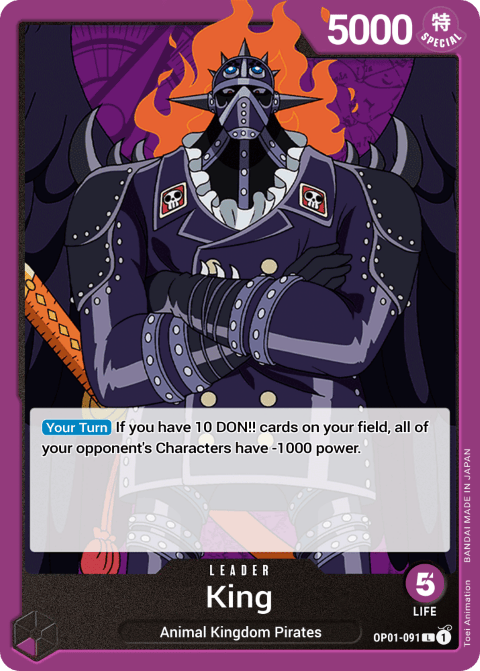 5000
特
SPECIAL
Your Turn If you have 10 DON!! cards on your field, all of
your opponent's Characters have -1000 power.
LEADER
King
5
LIFE
Animal Kingdom Pirates
OP01-091 L 1
Toei Animation BANDAI MADE IN JAPAN